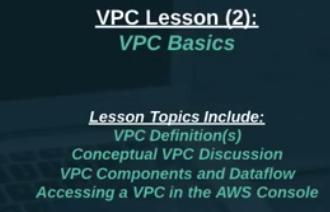 VPC Lesson (2):
VPC Basics
Lesson Topics Include:
VPC Definition(s)
Conceptual VPC Discussion
VPC Components and Dataflow
Accessing a VPC in the AWS Console